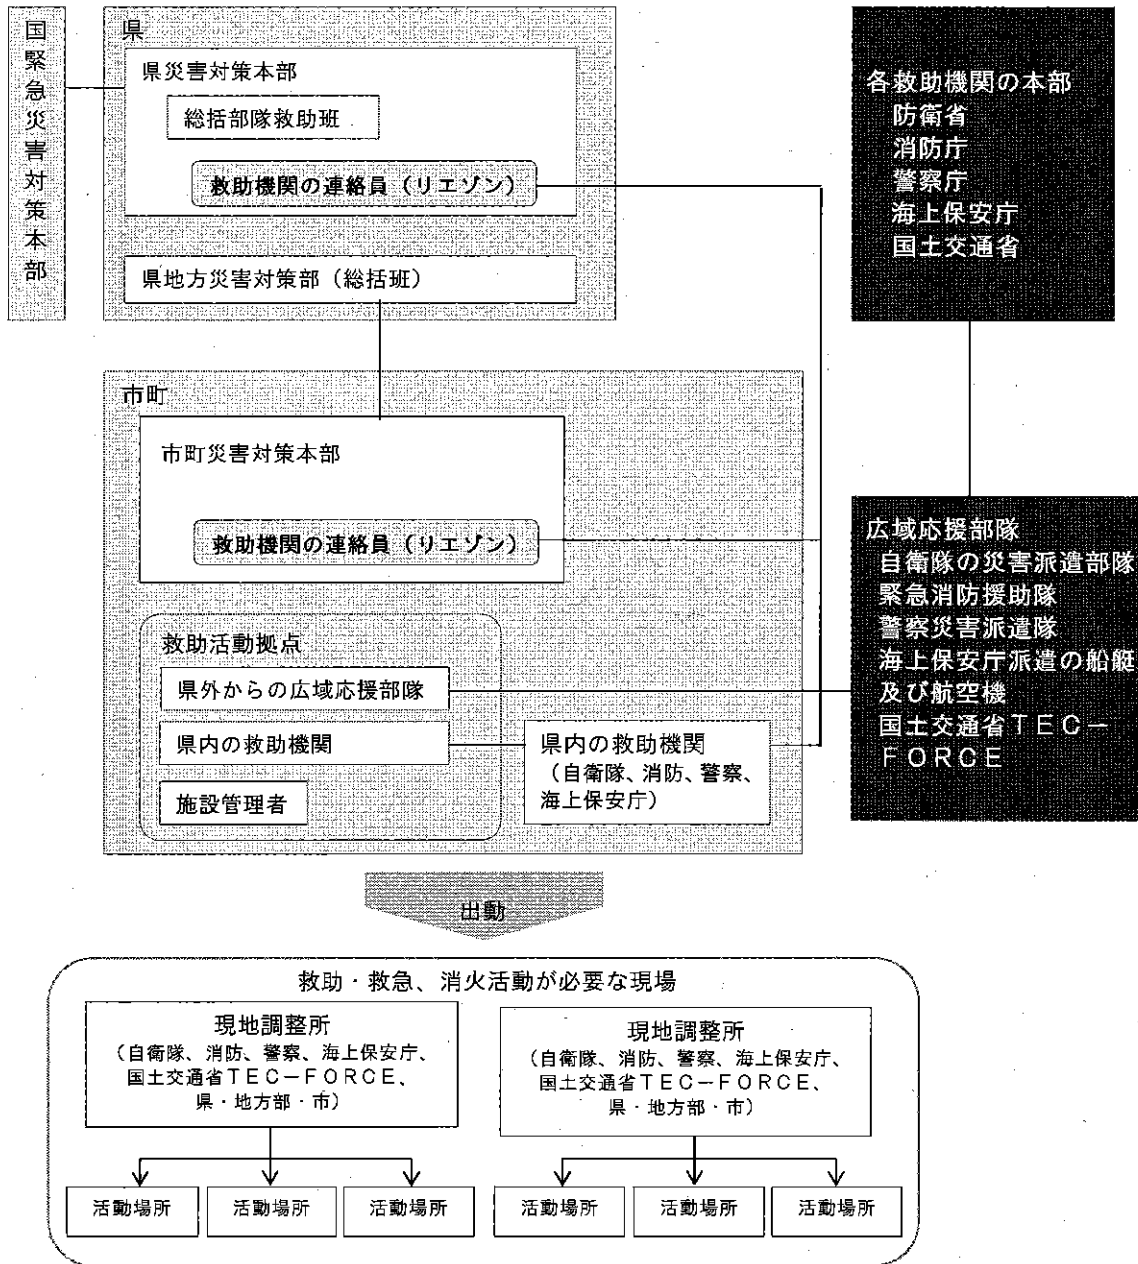 国緊急災害対策本部
県
県災害対策本部
総括部隊救助班
救助機関の連絡員（リエゾン）
県地方災害対策部（総括班）
各救助機関の本部
防衛省
消防庁
警察庁
海上保安庁
国土交通省
市町
市町災害対策本部
救助機関の連絡員（リエゾン）
救助活動拠点
県外からの広域応援部隊
県内の救助機関
施設管理者
県内の救助機関
（自衛隊、消防、警察、
海上保安庁）
広域応援部隊
自衛隊の災害派遣部隊
緊急消防援助隊
警察災害派遣隊
海上保安庁派遣の船艇
及び航空機
国土交通省ＴＥＣ－
ＦＯＲＣＥ
出動
救助・救急、消火活動が必要な現場
現地調整所
（自衛隊、消防、警察、海上保安庁、
国土交通省ＴＥＣ－ＦＯＲＣＥ、
県・地方部・市）
現地調整所
（自衛隊、消防、警察、海上保安庁、
国土交通省ＴＥＣ－ＦＯＲＣＥ、
県・地方部・市）
活動場所
活動場所
活動場所
活動場所
活動場所
活動場所